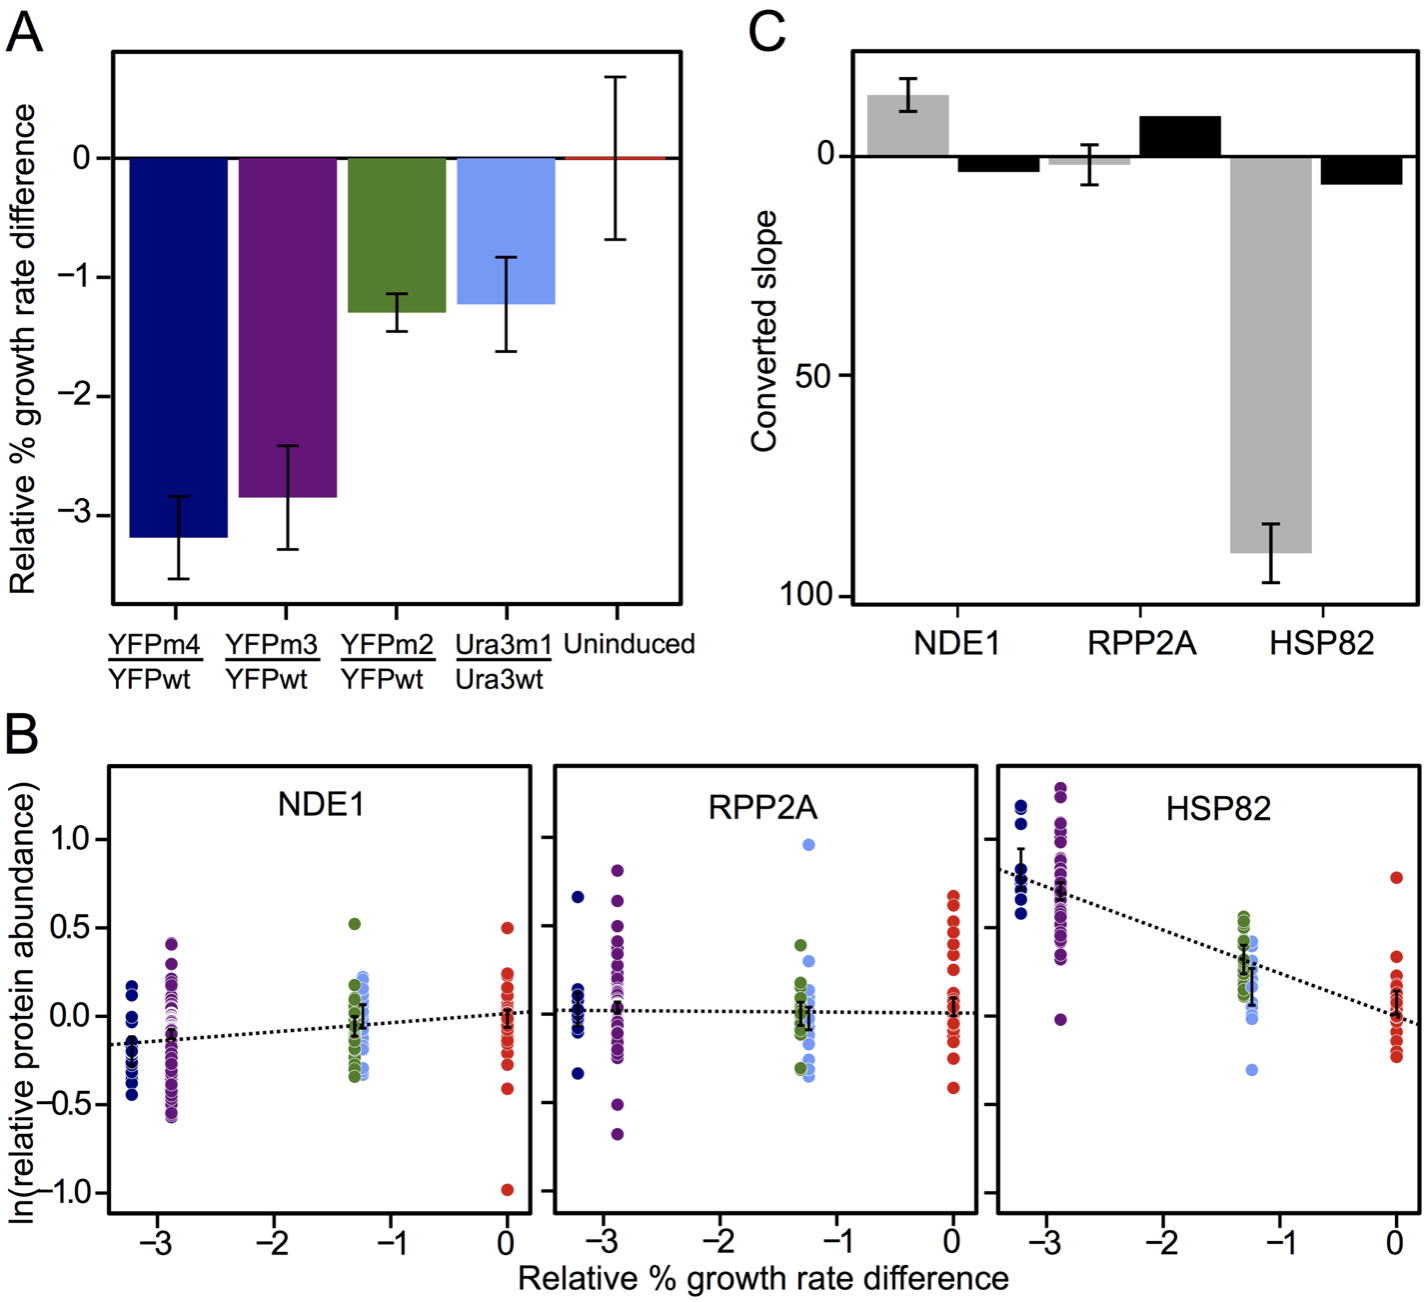 A
Relative % growth rate difference
0
−1
−2
−3
YFPm4
YFPwt
YFPm3
YFPwt
YFPm2
YFPwt
Ura3m1
Ura3wt
Uninduced
C
Converted slope
0
50
100
NDE1
RPP2A
HSP82
B
ln(relative protein abundance)
1.0
0.5
0.0
−0.5
−1.0
NDE1
RPP2A
HSP82
−3
−2
−1
0
−3
−2
−1
0
−3
−2
−1
0
Relative % growth rate difference